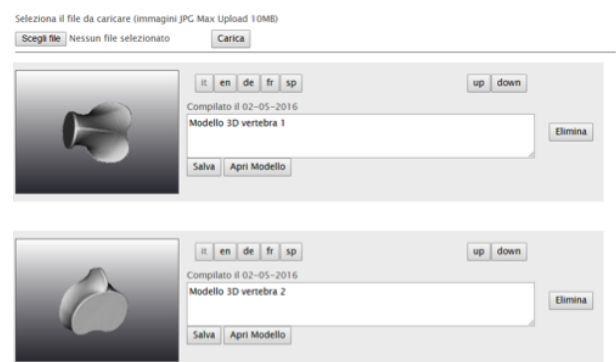 Seleziona il file da caricare (immagini JPG Max Upload 10MB)
Scegli file Nessun file selezionato Carica
it en de fr sp up down
Compilato il 02-05-2016
Modello 3D vertebra 1
Elimina
Salva Apri Modello
it en de fr sp up down
Compilato il 02-05-2016
Modello 3D vertebra 2
Elimina
Salva Apri Modello